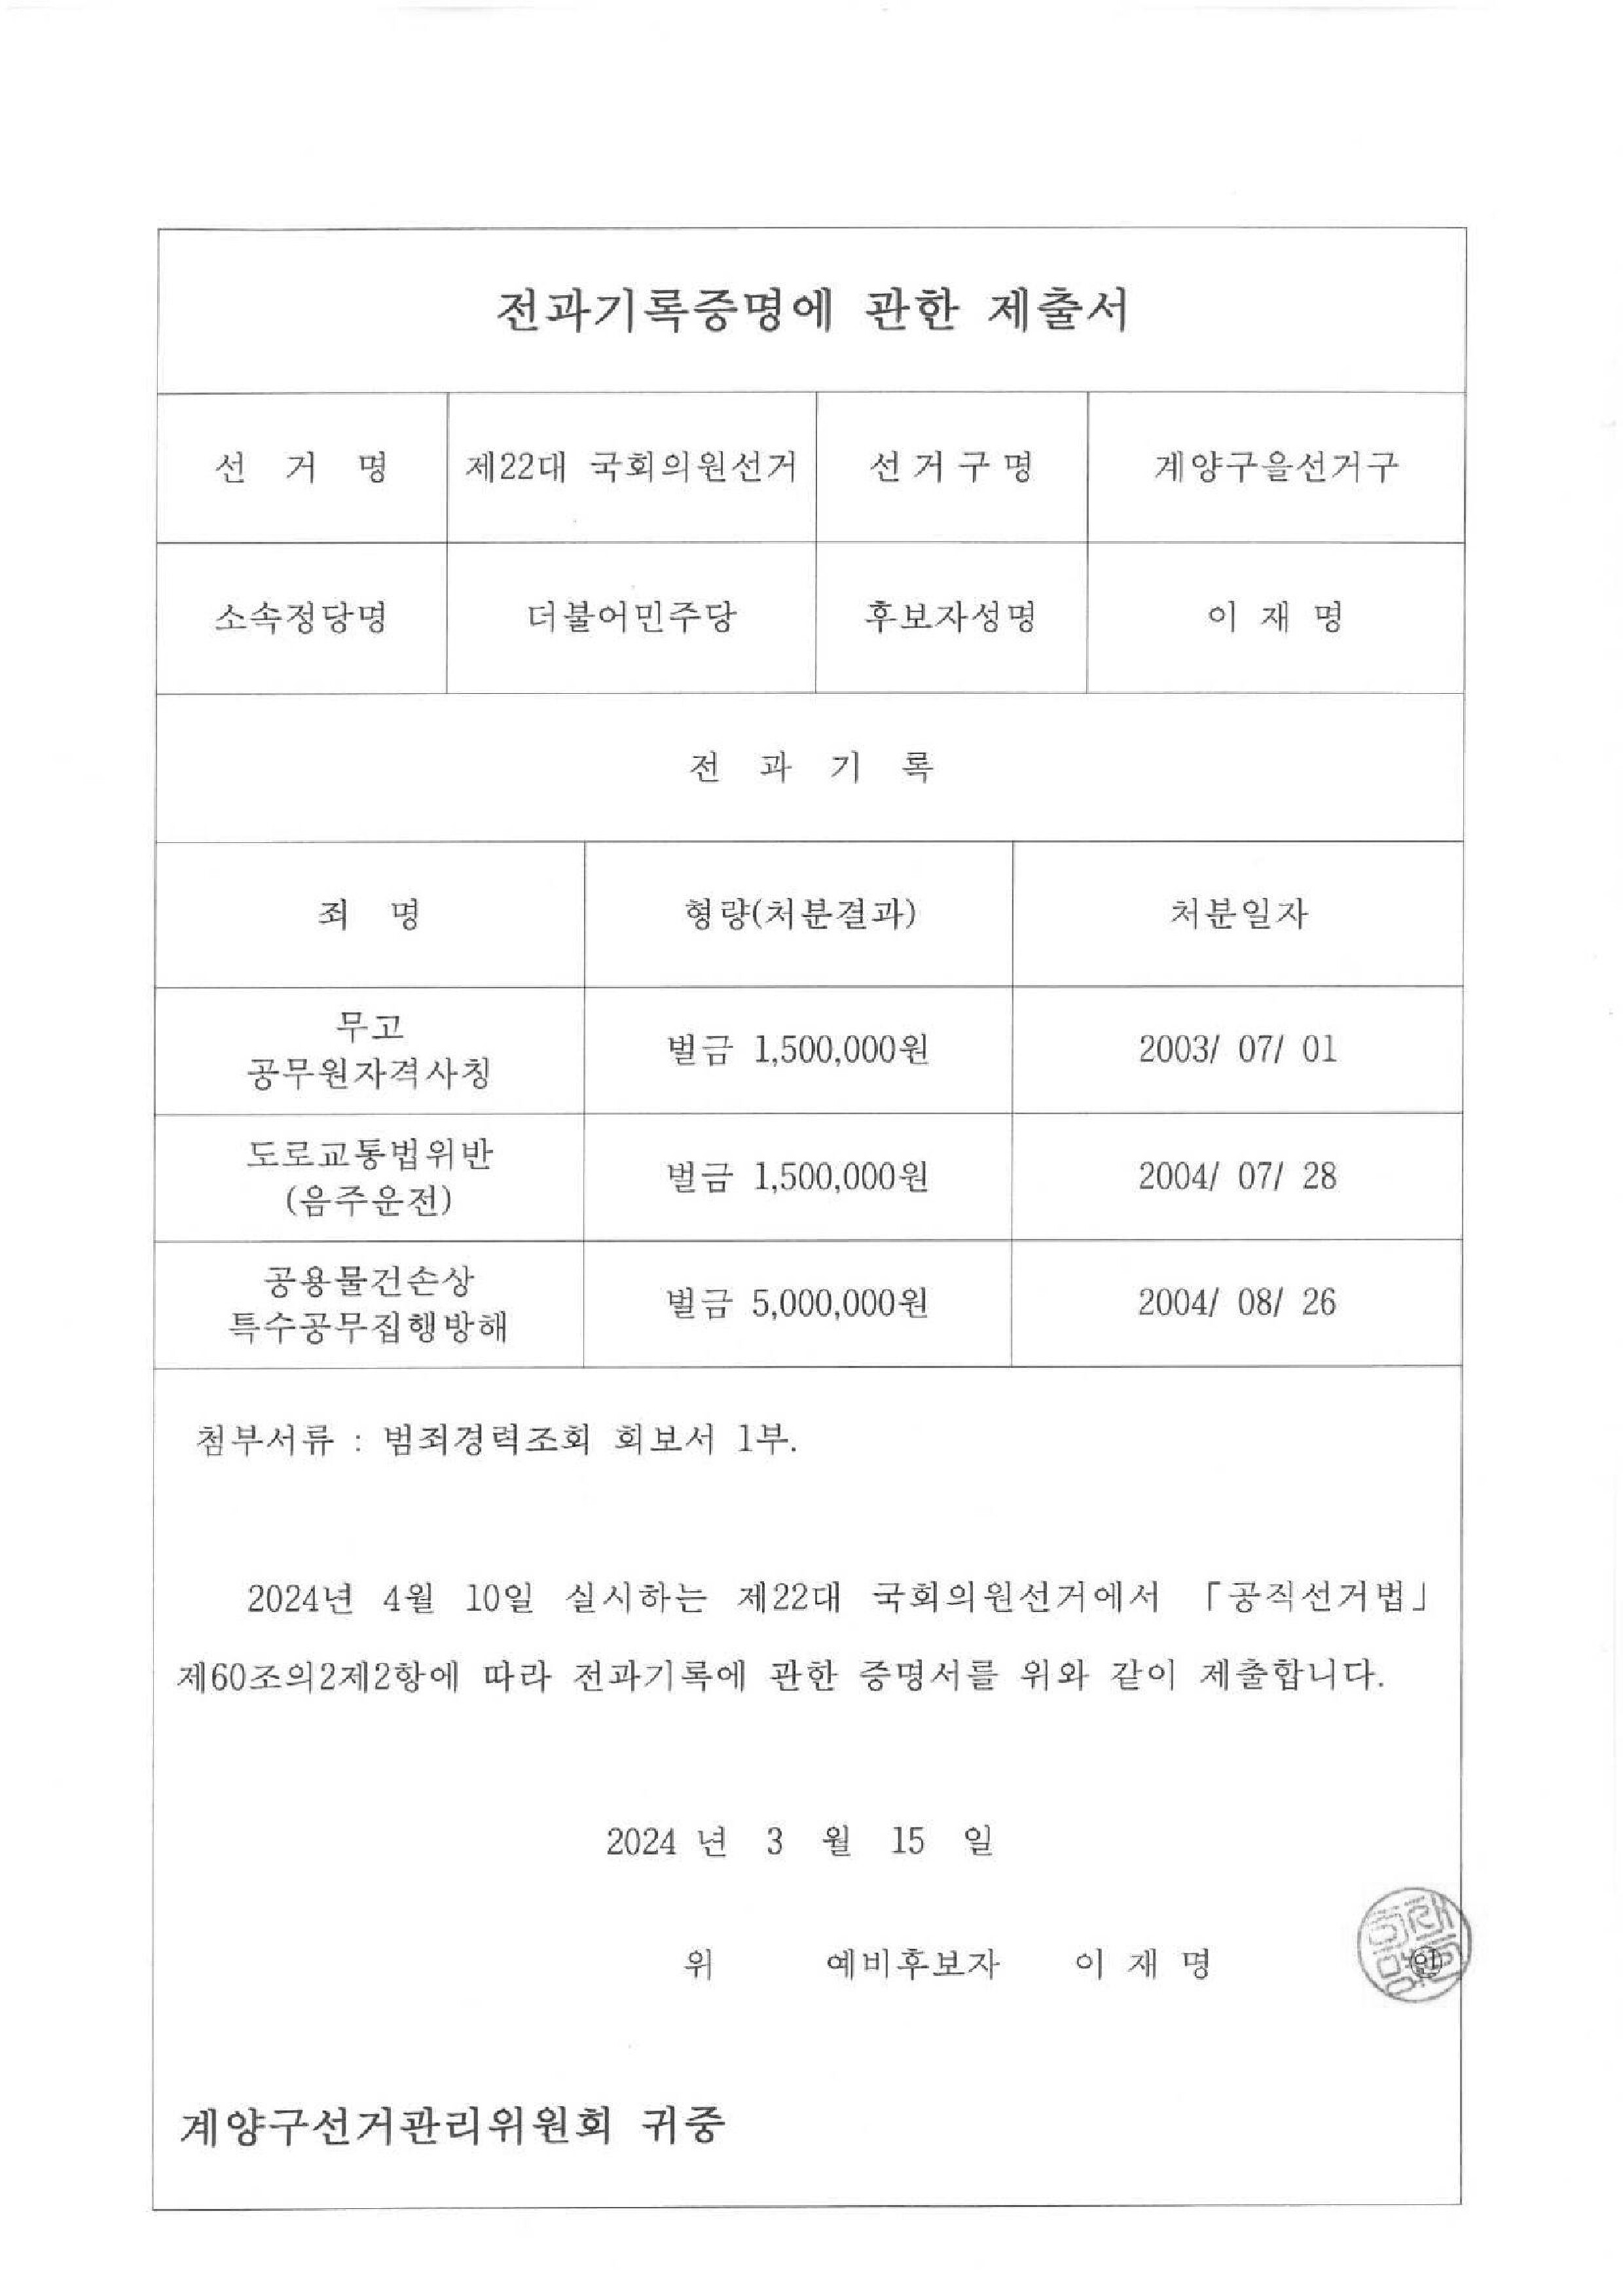 전과기록증명에 관한 제출서
선 거 명 제22대 국회의원선거 선거구명 계양구을선거구
소속정당명 더불어민주당 후보자성명 이 재 명
전 과 기 록
죄 명 형량(처분결과) 처분일자
무고
공무원자격사칭 벌금 1,500,000원 2003/ 07/ 01
도로교통법위반
(음주운전) 벌금 1,500,000원 2004/ 07/ 28
공용물건손상
특수공무집행방해 벌금 5,000,000원 2004/ 08/ 26
첨부서류 : 범죄경력조회 회보서 1부.
2024년 4월 10일 실시하는 제22대 국회의원선거에서 「공직선거법」
제60조의2제2항에 따라 전과기록에 관한 증명서를 위와 같이 제출합니다.
2024 년 3 월 15 일
위 예비후보자 이 재 명 ㊞
계양구선거관리위원회 귀중